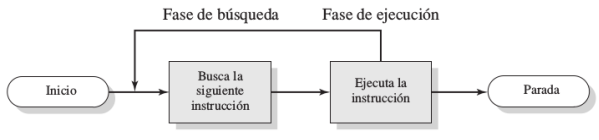 Fase de búsqueda
Fase de ejecución
Inicio
Busca la
siguiente
instrucción
Ejecuta la
instrucción
Parada